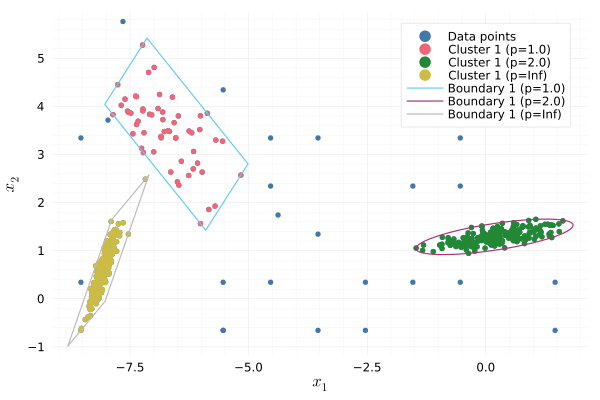 Data points
Cluster 1 (p=1.0)
Cluster 1 (p=2.0)
Cluster 1 (p=Inf)
Boundary 1 (p=1.0)
Boundary 1 (p=2.0)
Boundary 1 (p=Inf)
5
4
3
2
1
0
−1
x₂
−7.5 −5.0 −2.5 0.0
x₁